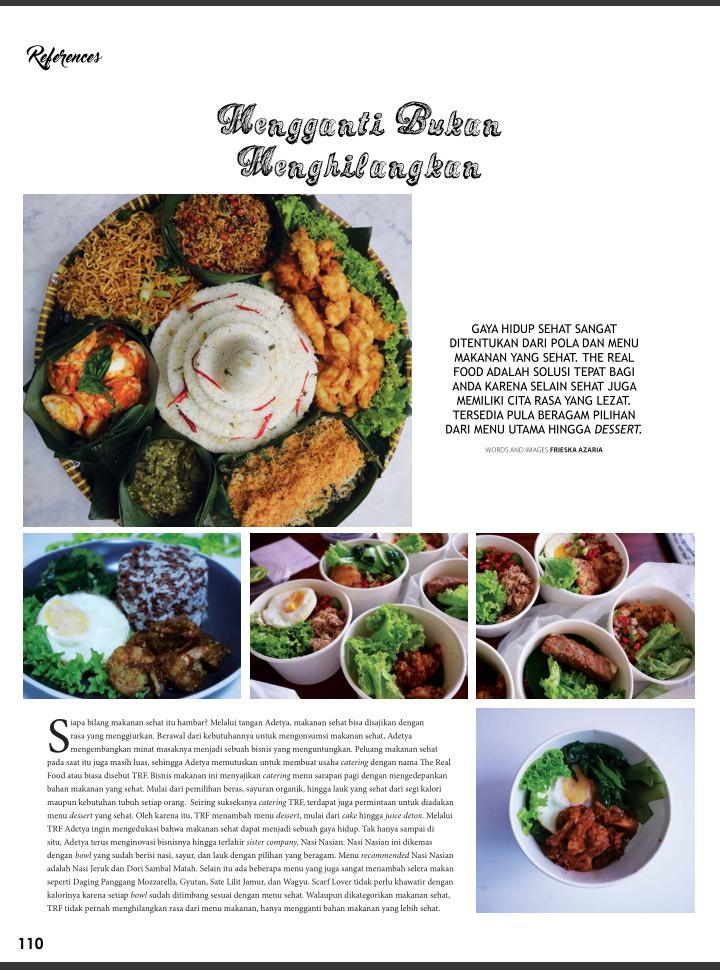 References
Mengganti Bukan
Menghilangkan
GAYA HIDUP SEHAT SANGAT
DITENTUKAN DARI POLA DAN MENU
MAKANAN YANG SEHAT. THE REAL
FOOD ADALAH SOLUSI TEPAT BAGI
ANDA KARENA SELAIN SEHAT JUGA
MEMILIKI CITA RASA YANG LEZAT.
TERSEDIA PULA BERAGAM PILIHAN
DARI MENU UTAMA HINGGA DESSERT.
WORDS AND IMAGES FRIESKA AZARIA
Siapa bilang makanan sehat itu hambar? Melalui tangan Adetya, makanan sehat bisa disajikan dengan
rasa yang menggiurkan. Berawal dari kebutuhannya untuk mengonsumsi makanan sehat, Adetya
mengembangkan minat masaknya menjadi sebuah bisnis yang menguntungkan. Peluang makanan sehat
pada saat itu juga masih luas, sehingga Adetya memutuskan untuk membuat usaha catering dengan nama The Real
Food atau biasa disebut TRF. Bisnis makanan ini menyajikan catering menu sarapan pagi dengan mengedepankan
bahan makanan yang sehat. Mulai dari pemilihan beras, sayuran organik, hingga lauk yang sehat dari segi kalori
maupun kebutuhan tubuh setiap orang. Seiring suksesnya catering TRF, terdapat juga permintaan untuk diadakan
menu dessert yang sehat. Oleh karena itu, TRF menambah menu dessert, mulai dari cake hingga juice detox. Melalui
TRF Adetya ingin mengedukasi bahwa makanan sehat dapat menjadi sebuah gaya hidup. Tak hanya sampai di
situ, Adetya terus menginovasi bisnisnya hingga terlahir sister company, Nasi Nasian. Nasi Nasian ini dikemas
dengan bowl yang sudah berisi nasi, sayur, dan lauk dengan pilihan yang beragam. Menu recommended Nasi Nasian
adalah Nasi Jeruk dan Dori Sambal Matah. Selain itu ada beberapa menu yang juga sangat menambah selera makan
seperti Daging Panggang Mozzarella, Gyutan, Sate Lilit Jamur, dan Wagyu. Scarf Lover tidak perlu khawatir dengan
kalorinya karena setiap bowl sudah ditimbang sesuai dengan menu sehat. Walaupun dikategorikan makanan sehat,
TRF tidak pernah menghilangkan rasa dari menu makanan, hanya mengganti bahan makanan yang lebih sehat.
110